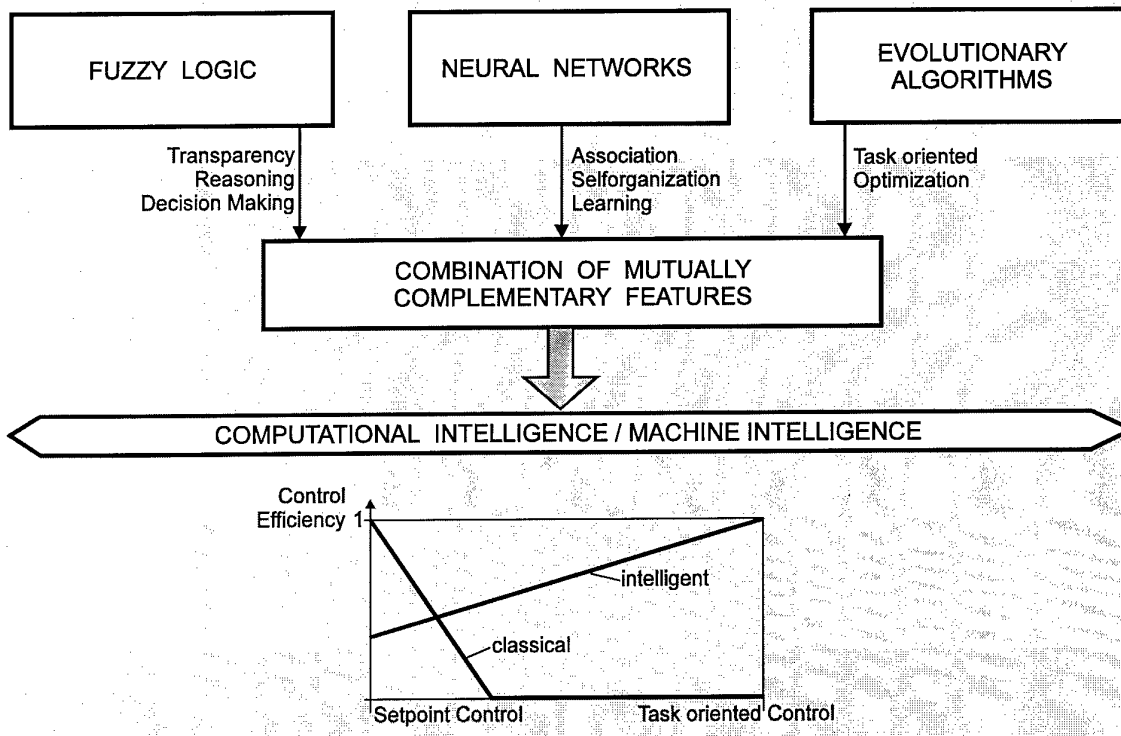 FUZZY LOGIC
NEURAL NETWORKS
EVOLUTIONARY
ALGORITHMS
Transparency
Reasoning
Decision Making
Association
Selforganization
Learning
Task oriented
Optimization
COMBINATION OF MUTUALLY
COMPLEMENTARY FEATURES
COMPUTATIONAL INTELLIGENCE / MACHINE INTELLIGENCE
Control
Efficiency 1
intelligent
classical
Setpoint Control
Task oriented Control